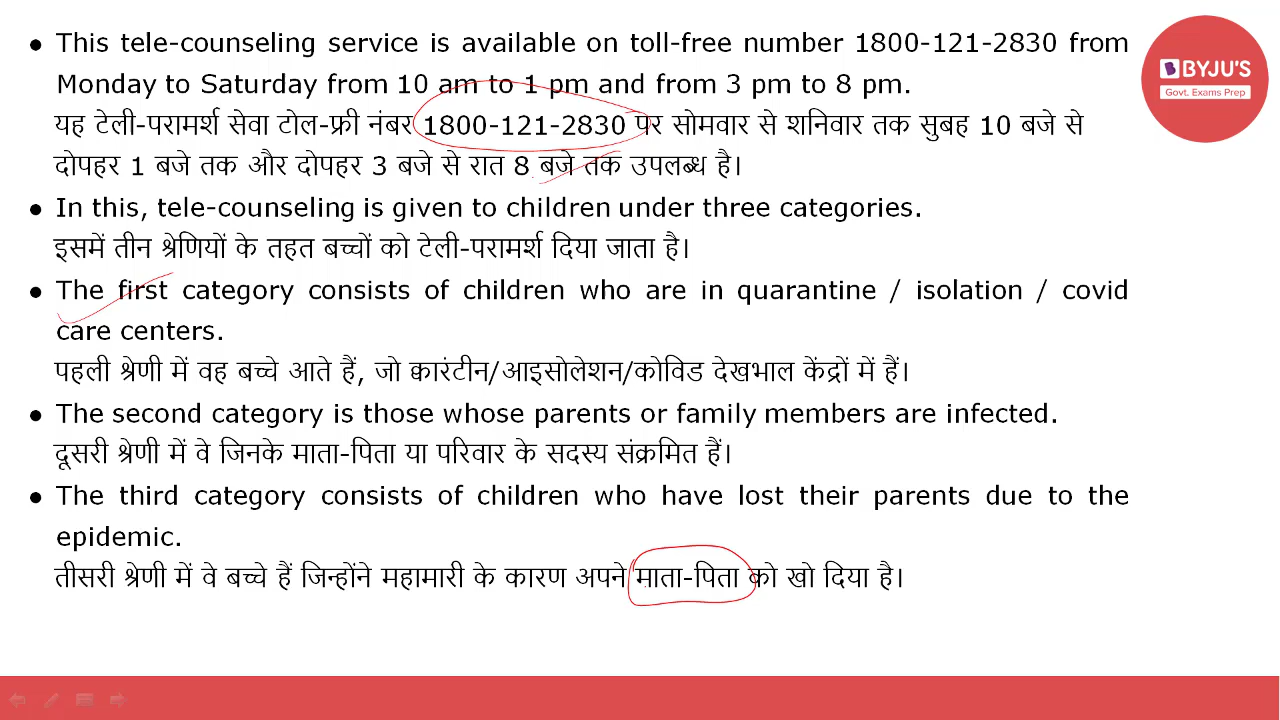 ● This tele-counseling service is available on toll-free number 1800-121-2830 from
Monday to Saturday from 10 am to 1 pm and from 3 pm to 8 pm.
यह टेली-परामर्श सेवा टोल-फ्री नंबर 1800-121-2830 पर सोमवार से शनिवार तक सुबह 10 बजे से
दोपहर 1 बजे तक और दोपहर 3 बजे से रात 8 बजे तक उपलब्ध है।
● In this, tele-counseling is given to children under three categories.
इसमें तीन श्रेणियों के तहत बच्चों को टेली-परामर्श दिया जाता है।
● The first category consists of children who are in quarantine / isolation / covid
care centers.
पहली श्रेणी में वह बच्चे आते हैं, जो क्वारंटीन/आइसोलेशन/कोविड देखभाल केंद्रों में हैं।
● The second category is those whose parents or family members are infected.
दूसरी श्रेणी में वे जिनके माता-पिता या परिवार के सदस्य संक्रमित हैं।
● The third category consists of children who have lost their parents due to the
epidemic.
तीसरी श्रेणी में वे बच्चे हैं जिन्होंने महामारी के कारण अपने माता-पिता को खो दिया है।
BYJU'S
Govt. Exams Prep